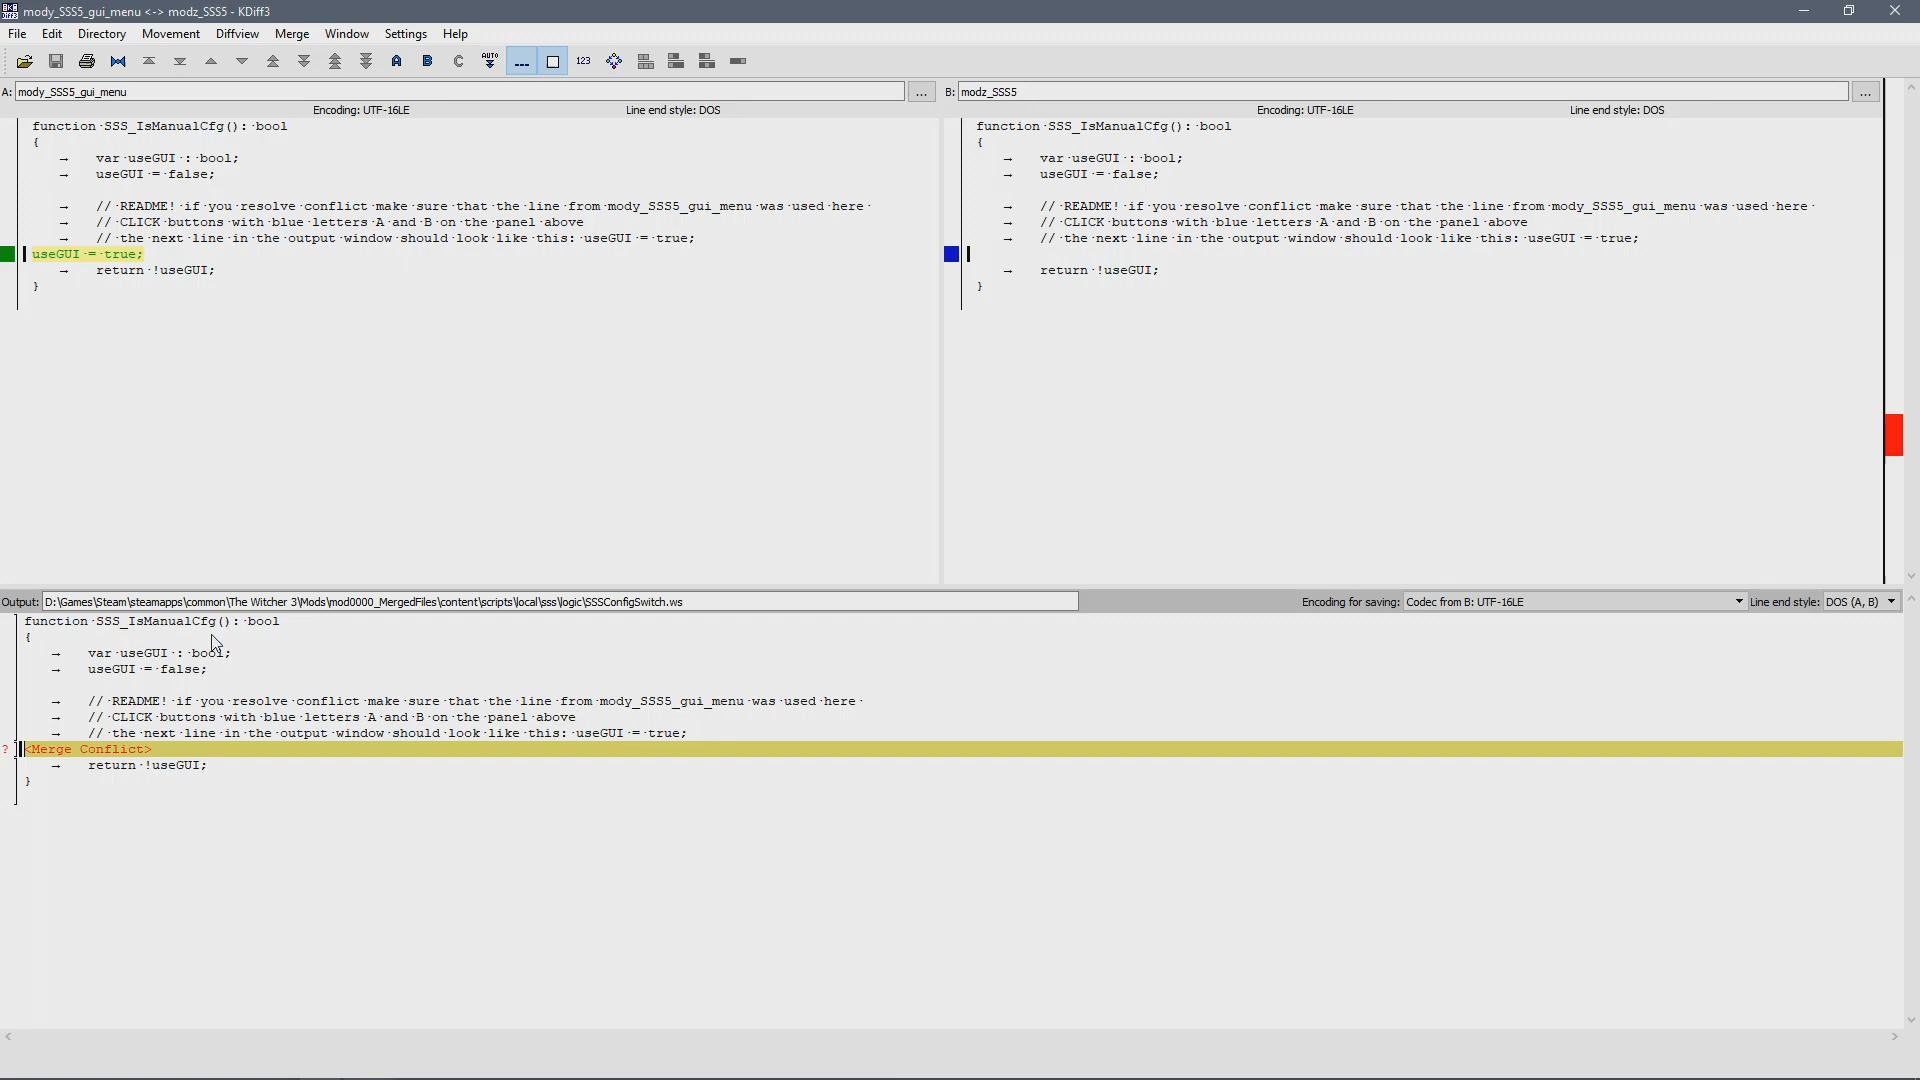 mody_SSS5_gui_menu <-> modz_SSS5 - KDiff3
File Edit Directory Movement Diffview Merge Window Settings Help
A B C AUTO 123
A: mody_SSS5_gui_menu ...
Encoding: UTF-16LE Line end style: DOS
function·SSS_IsManualCfg():·bool
{
→ var·useGUI·:·bool;
→ useGUI·=·false;
→ //·README!·if·you·resolve·conflict·make·sure·that·the·line·from·mody_SSS5_gui_menu·was·used·here·
→ //·CLICK·buttons·with·blue·letters·A·and·B·on·the·panel·above
→ //·the·next·line·in·the·output·window·should·look·like·this:·useGUI·=·true;
useGUI·=·true;
→ return·!useGUI;
}
B: modz_SSS5 ...
Encoding: UTF-16LE Line end style: DOS
function·SSS_IsManualCfg():·bool
{
→ var·useGUI·:·bool;
→ useGUI·=·false;
→ //·README!·if·you·resolve·conflict·make·sure·that·the·line·from·mody_SSS5_gui_menu·was·used·here·
→ //·CLICK·buttons·with·blue·letters·A·and·B·on·the·panel·above
→ //·the·next·line·in·the·output·window·should·look·like·this:·useGUI·=·true;
→ return·!useGUI;
}
Output: D:\Games\Steam\steamapps\common\The Witcher 3\Mods\mod0000_MergedFiles\content\scripts\local\sss\logic\SSSConfigSwitch.ws Encoding for saving: Codec from B: UTF-16LE Line end style: DOS (A, B)
function·SSS_IsManualCfg():·bool
{
→ var·useGUI·:·bool;
→ useGUI·=·false;
→ //·README!·if·you·resolve·conflict·make·sure·that·the·line·from·mody_SSS5_gui_menu·was·used·here·
→ //·CLICK·buttons·with·blue·letters·A·and·B·on·the·panel·above
→ //·the·next·line·in·the·output·window·should·look·like·this:·useGUI·=·true;
? <Merge Conflict>
→ return·!useGUI;
}